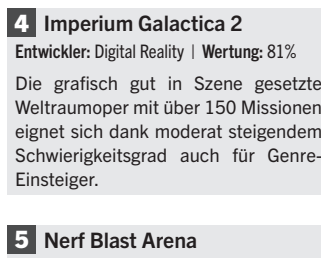 4 Imperium Galactica 2
Entwickler: Digital Reality | Wertung: 81%
Die grafisch gut in Szene gesetzte
Weltraumoper mit über 150 Missionen
eignet sich dank moderat steigendem
Schwierigkeitsgrad auch für Genre-
Einsteiger.
5 Nerf Blast Arena